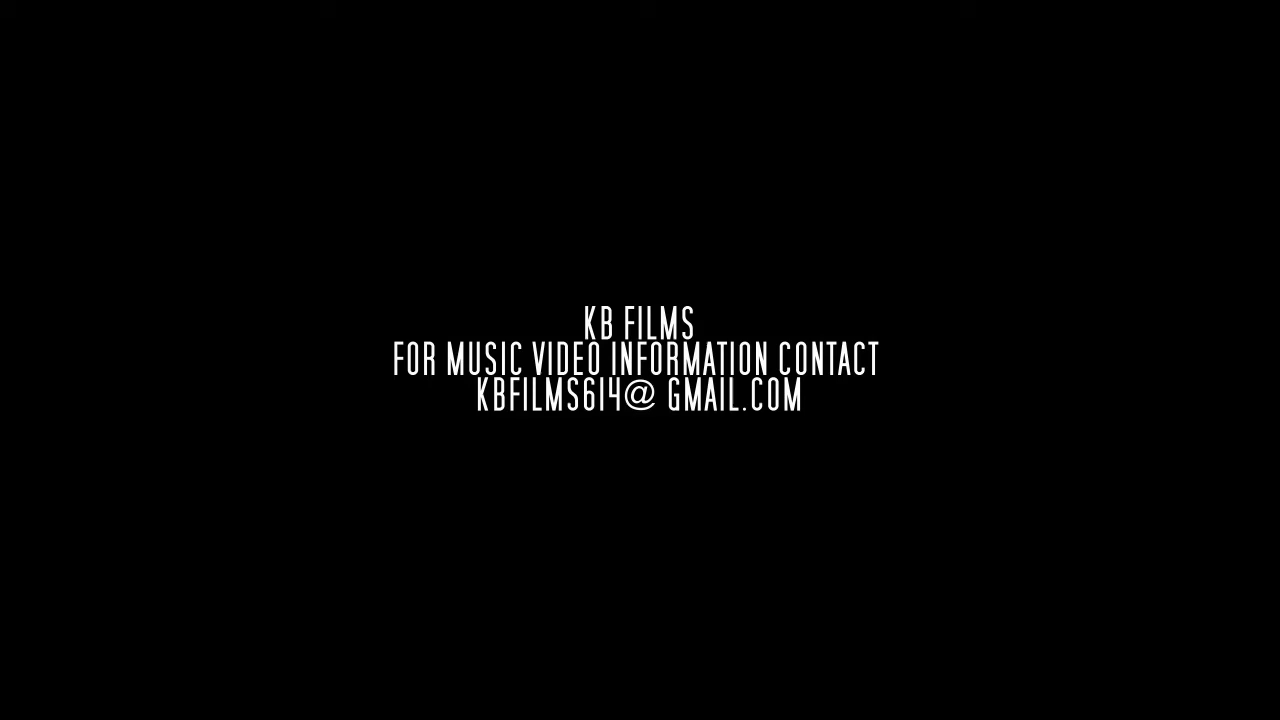 KB FILMS
FOR MUSIC VIDEO INFORMATION CONTACT
KBFILMS614@ GMAIL.COM